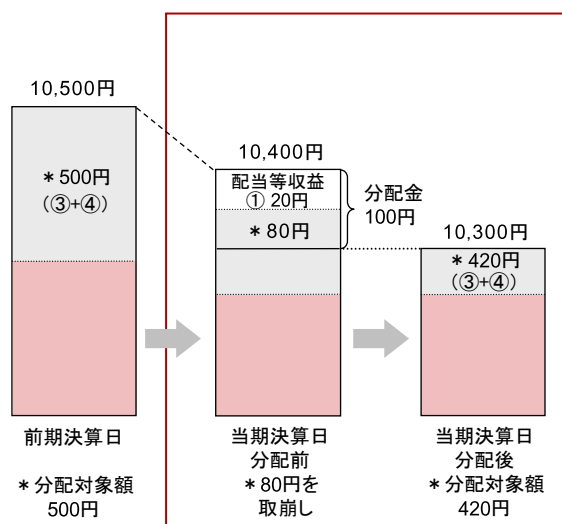 10,500円
＊500円
(③+④)
前期決算日
＊分配対象額
500円
10,400円
配当等収益
① 20円
＊80円
分配金
100円
当期決算日
分配前
＊80円を
取崩し
10,300円
＊420円
(③+④)
当期決算日
分配後
＊分配対象額
420円